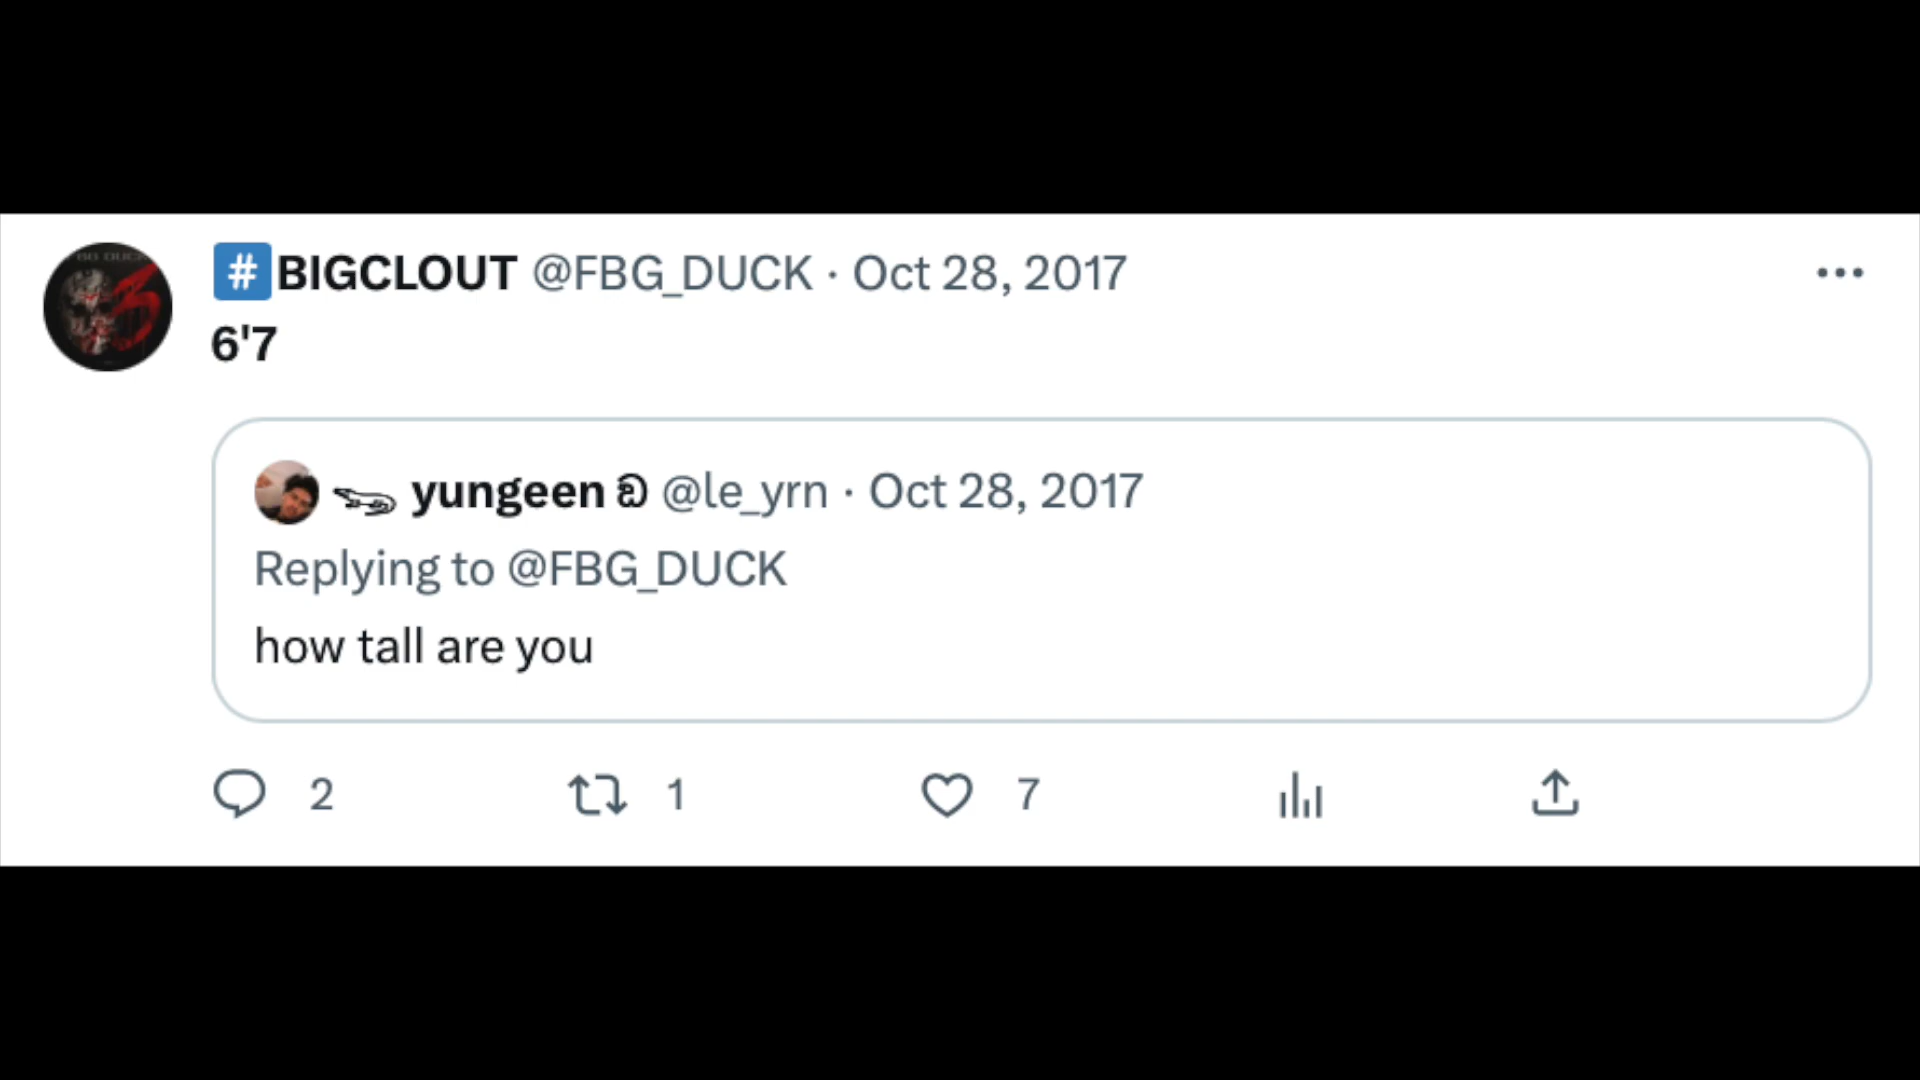 #️⃣BIGCLOUT @FBG_DUCK · Oct 28, 2017
6'7
yungeen ඞ @le_yrn · Oct 28, 2017
Replying to @FBG_DUCK
how tall are you
2 1 7